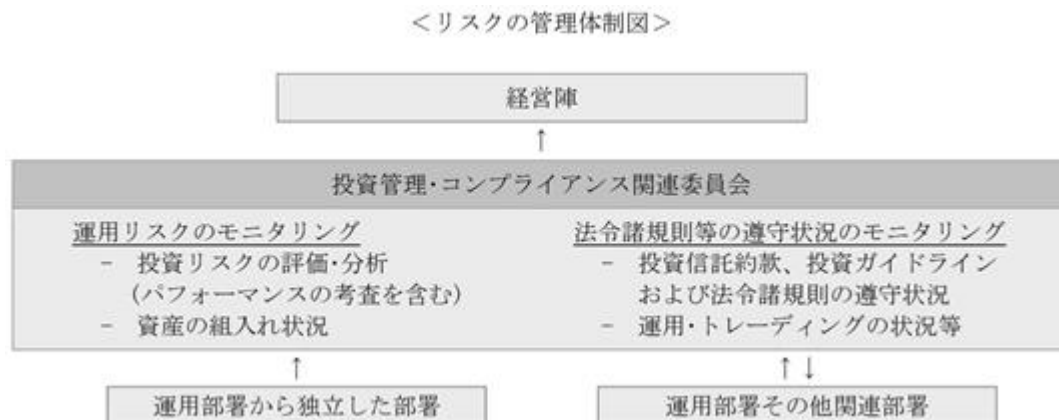 ＜リスクの管理体制図＞
経営陣
↑
投資管理･コンプライアンス関連委員会
運用リスクのモニタリング
− 投資リスクの評価･分析
(パフォーマンスの考査を含む)
− 資産の組入れ状況
法令諸規則等の遵守状況のモニタリング
− 投資信託約款、投資ガイドライン
および法令諸規則の遵守状況
− 運用･トレーディングの状況等
↑
↑↓
運用部署から独立した部署
運用部署その他関連部署